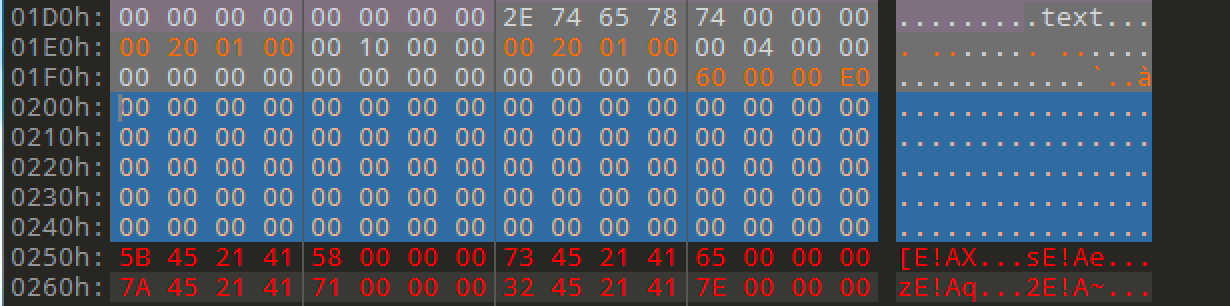 01D0h: 00 00 00 00 00 00 00 00 2E 74 65 78 74 00 00 00 .........text...
01E0h: 00 20 01 00 00 10 00 00 00 20 01 00 00 04 00 00 . ....... ......
01F0h: 00 00 00 00 00 00 00 00 00 00 00 00 60 00 00 E0 ............`..à
0200h: 00 00 00 00 00 00 00 00 00 00 00 00 00 00 00 00 ................
0210h: 00 00 00 00 00 00 00 00 00 00 00 00 00 00 00 00 ................
0220h: 00 00 00 00 00 00 00 00 00 00 00 00 00 00 00 00 ................
0230h: 00 00 00 00 00 00 00 00 00 00 00 00 00 00 00 00 ................
0240h: 00 00 00 00 00 00 00 00 00 00 00 00 00 00 00 00 ................
0250h: 5B 45 21 41 58 00 00 00 73 45 21 41 65 00 00 00 [E!AX...sE!Ae...
0260h: 7A 45 21 41 71 00 00 00 32 45 21 41 7E 00 00 00 zE!Aq...2E!A~...